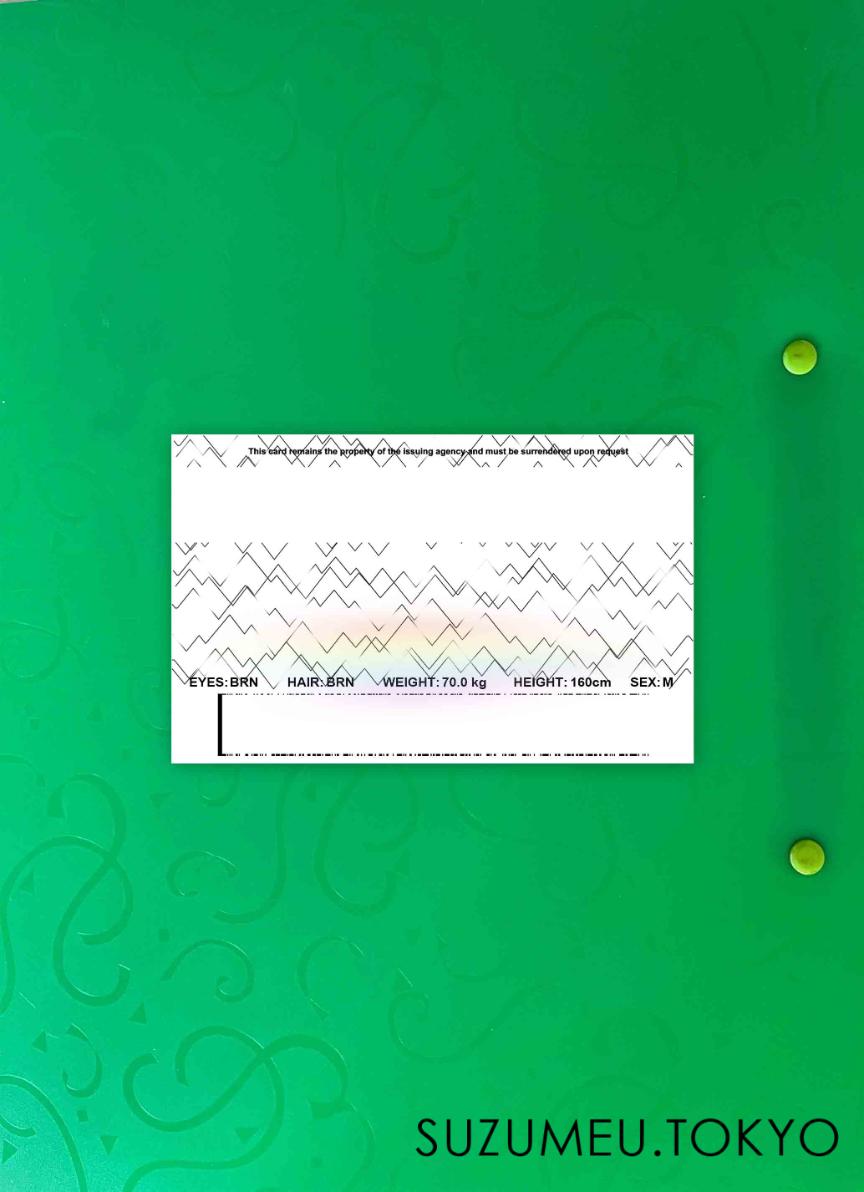 This card remains the property of the issuing agency and must be surrendered upon request
EYES: BRN HAIR: BRN WEIGHT: 70.0 kg HEIGHT: 160cm SEX: M
SUZUMEU.TOKYO